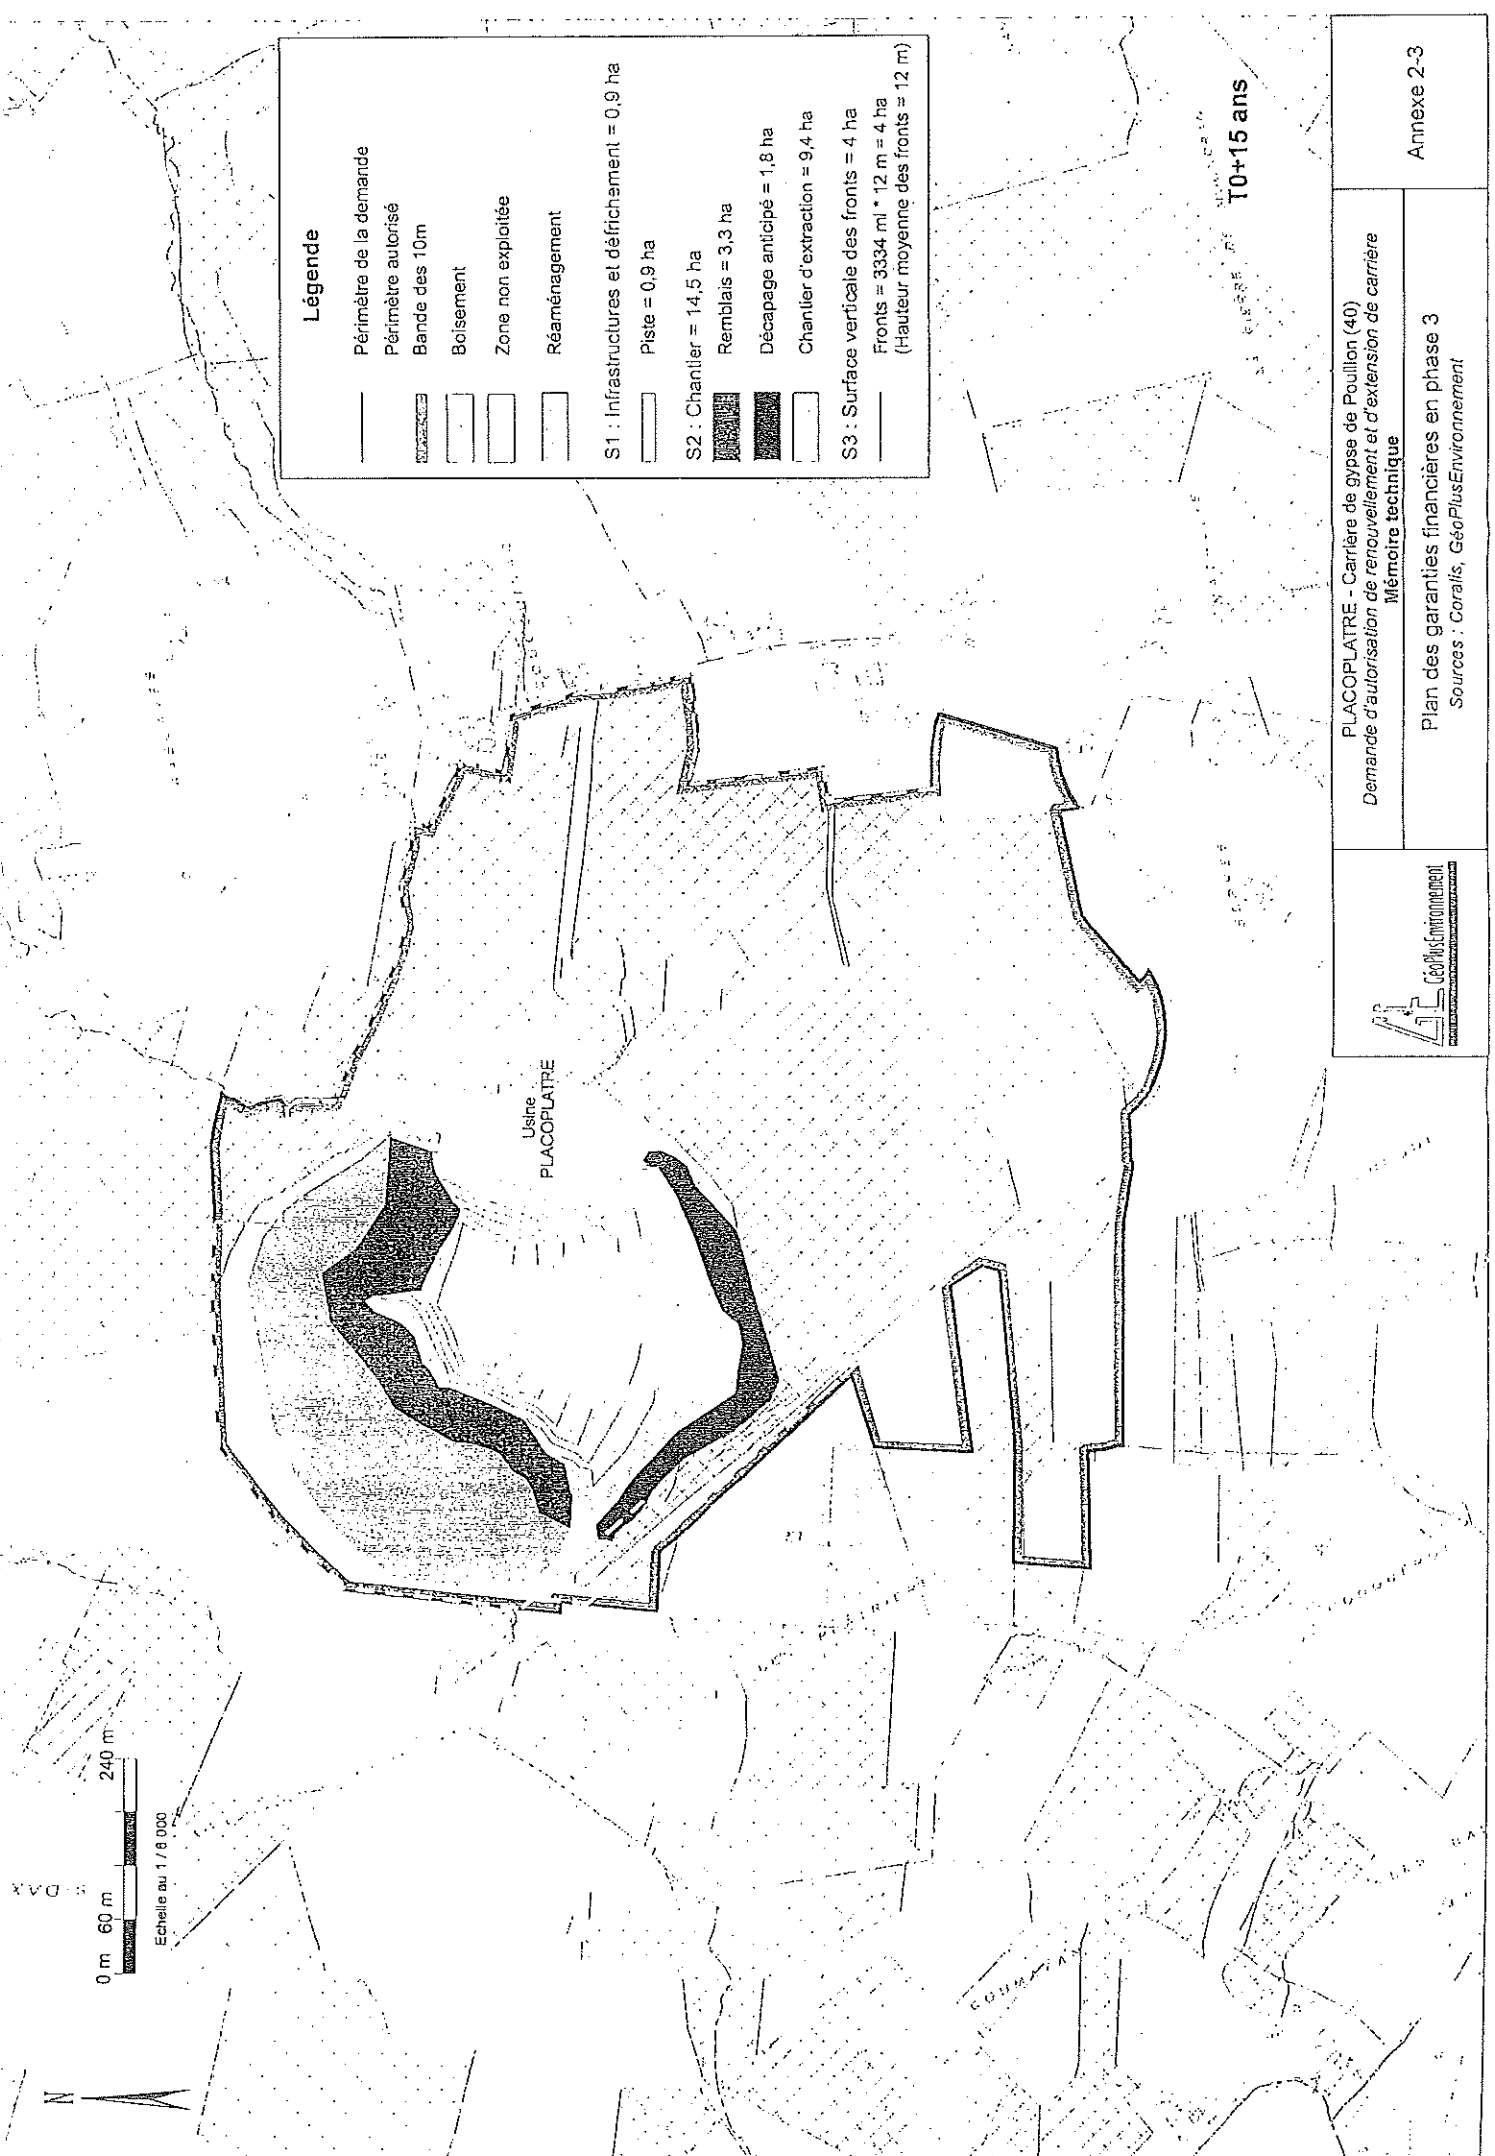 N
0 m 60 m 240 m
Echelle au 1 / 6 000
DAX
Usine
PLACOPLATRE
Légende
Périmètre de la demande
Périmètre autorisé
Bande des 10m
Boisement
Zone non exploitée
Réaménagement
S1 : Infrastructures et défrichement = 0,9 ha
Piste = 0,9 ha
S2 : Chantier = 14,5 ha
Remblais = 3,3 ha
Décapage anticipé = 1,8 ha
Chantier d'extraction = 9,4 ha
S3 : Surface verticale des fronts = 4 ha
Fronts = 3334 ml * 12 m = 4 ha
(Hauteur moyenne des fronts = 12 m)
T0+15 ans
GéoPlusEnvironnement
PLACOPLATRE - Carrière de gypse de Pouillon (40)
Demande d'autorisation de renouvellement et d'extension de carrière
Mémoire technique
Plan des garanties financières en phase 3
Sources : Coralis, GéoPlusEnvironnement
Annexe 2-3